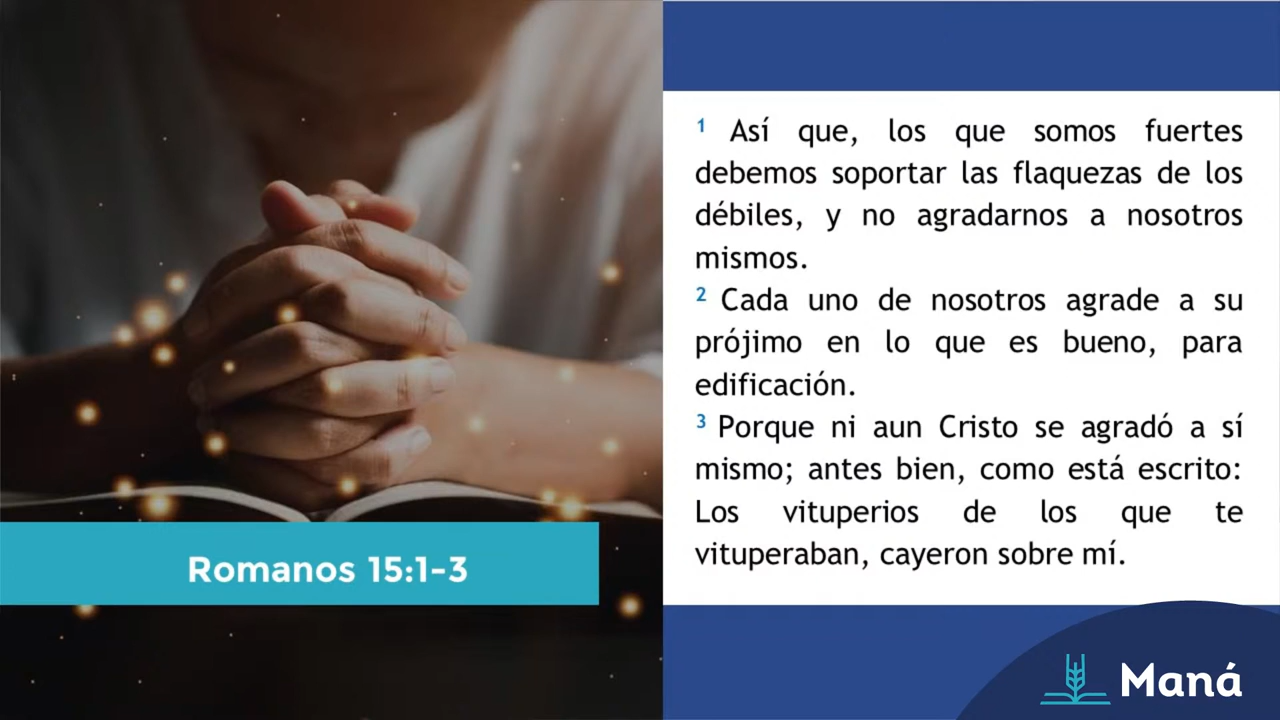 Romanos 15:1-3
1 Así que, los que somos fuertes
debemos soportar las flaquezas de los
débiles, y no agradarnos a nosotros
mismos.
2 Cada uno de nosotros agrade a su
prójimo en lo que es bueno, para
edificación.
3 Porque ni aun Cristo se agradó a sí
mismo; antes bien, como está escrito:
Los vituperios de los que te
vituperaban, cayeron sobre mí.
Maná